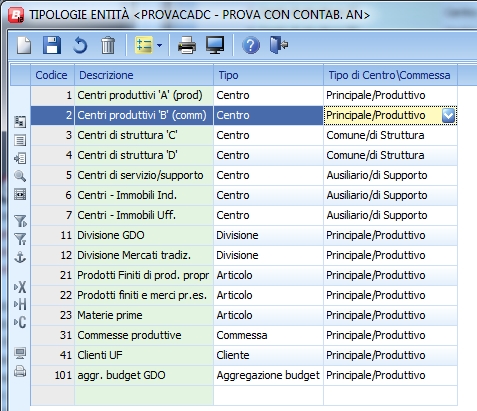 TIPOLOGIE ENTITÀ <PROVACADC - PROVA CON CONTAB. AN>
Codice Descrizione Tipo Tipo di Centro\Commessa
1 Centri produttivi 'A' (prod) Centro Principale/Produttivo
2 Centri produttivi 'B' (comm) Centro Principale/Produttivo
3 Centri di struttura 'C' Centro Comune/di Struttura
4 Centri di struttura 'D' Centro Comune/di Struttura
5 Centri di servizio/supporto Centro Ausiliario/di Supporto
6 Centri - Immobili Ind. Centro Ausiliario/di Supporto
7 Centri - Immobili Uff. Centro Ausiliario/di Supporto
11 Divisione GDO Divisione Principale/Produttivo
12 Divisione Mercati tradiz. Divisione Principale/Produttivo
21 Prodotti Finiti di prod. propr Articolo Principale/Produttivo
22 Prodotti finiti e merci pr.es. Articolo Principale/Produttivo
23 Materie prime Articolo Principale/Produttivo
31 Commesse produttive Commessa Principale/Produttivo
41 Clienti UF Cliente Principale/Produttivo
101 aggr. budget GDO Aggregazione budget Principale/Produttivo
X
H
C